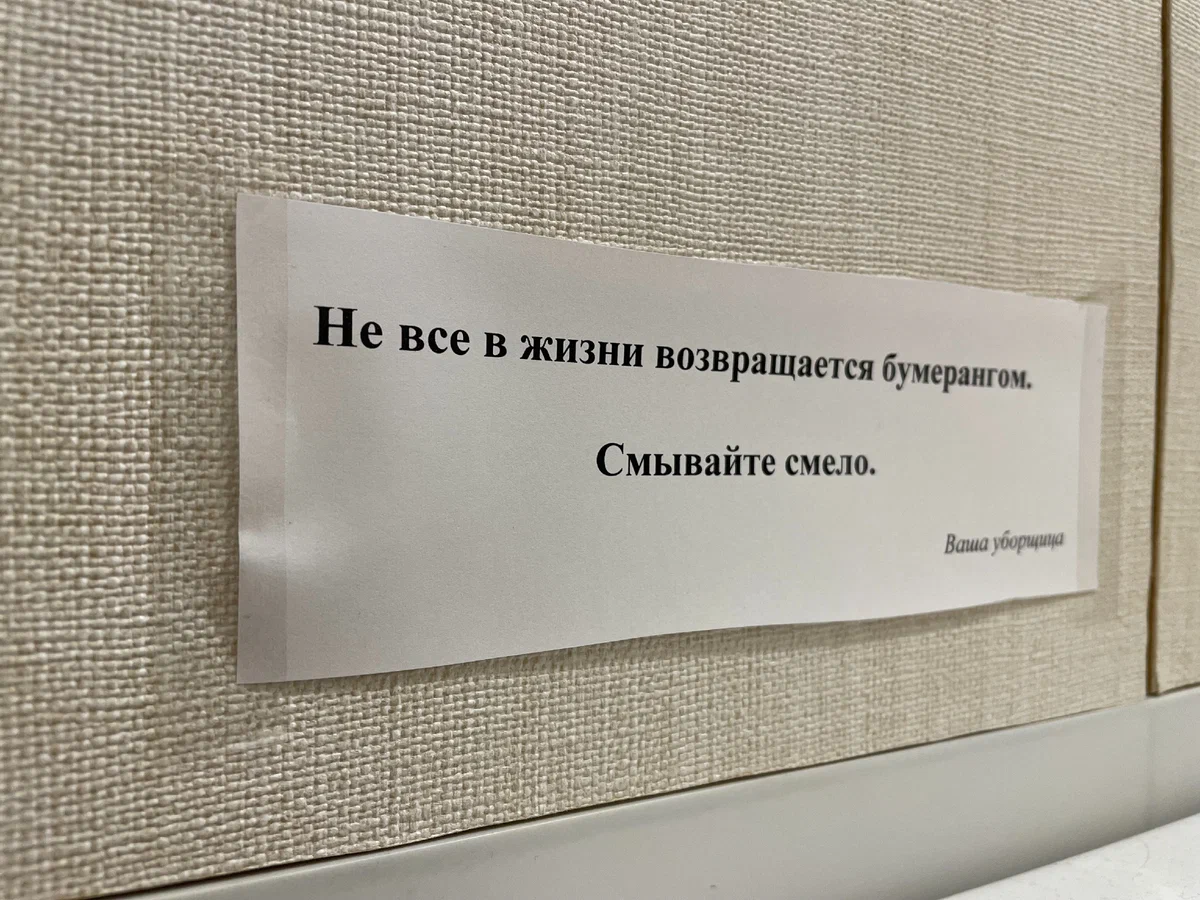 Не все в жизни возвращается бумерангом.
Смывайте смело.
Ваша уборщица